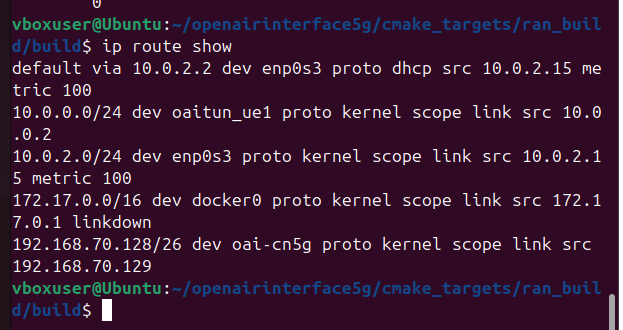 0
vboxuser@Ubuntu:~/openairinterface5g/cmake_targets/ran_buil
d/build$ ip route show
default via 10.0.2.2 dev enp0s3 proto dhcp src 10.0.2.15 me
tric 100
10.0.0.0/24 dev oaitun_ue1 proto kernel scope link src 10.0
.0.2
10.0.2.0/24 dev enp0s3 proto kernel scope link src 10.0.2.1
5 metric 100
172.17.0.0/16 dev docker0 proto kernel scope link src 172.1
7.0.1 linkdown
192.168.70.128/26 dev oai-cn5g proto kernel scope link src
192.168.70.129
vboxuser@Ubuntu:~/openairinterface5g/cmake_targets/ran_buil
d/build$